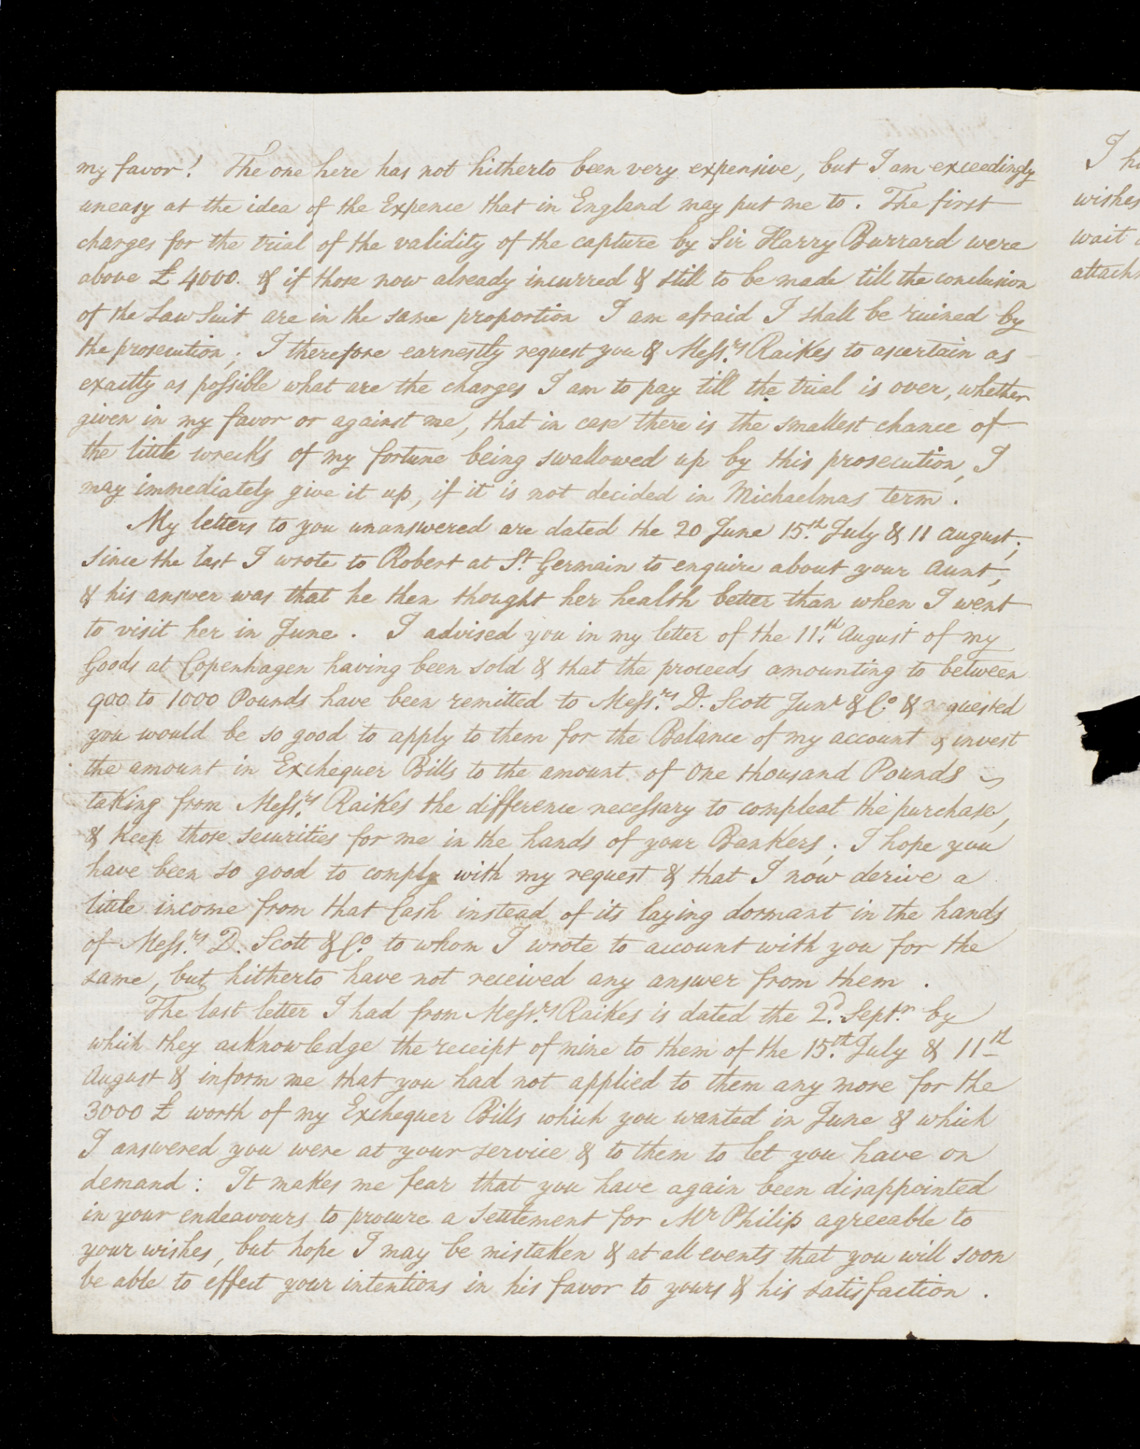 my favor! The one here has not hitherto been very expensive, but I am exceedingly
uneasy at the idea of the Expence that in England may put me to. The first
charges for the trial of the validity of the capture by Sir Harry Burrard were
above £ 4000. & if those now already incurred & still to be made till the conclusion
of the Law Suit are in the same proportion I am afraid I shall be ruined by
the prosecution. I therefore earnestly request you & Mess.rs Raikes to ascertain as
exactly as possible what are the charges I am to pay till the trial is over, whether
given in my favor or against me, that in case there is the smallest chance of
the little wrecks of my fortune being swallowed up by this prosecution, I
may immediately give it up, if it is not decided in Michaelmas term.
My letters to you unanswered are dated the 20 June 15.th July & 11 August;
Since the last I wrote to Robert at St Germain to enquire about your Aunt,
& his answer was that he then thought her health better than when I went
to visit her in June. I advised you in my letter of the 11.th August of my
Goods at Copenhagen having been sold & that the proceeds amounting to between
900 to 1000 Pounds have been remitted to Mess.rs D. Scott Junr & Co & requested
you would be so good to apply to them for the Balance of my account & invest
the amount in Exchequer Bills to the amount of One thousand Pounds
taking from Mess.rs Raikes the difference necessary to compleat the purchase,
& keep those securities for me in the hands of your Bankers; I hope you
have been so good to comply with my request & that I now derive a
little income from that Cash instead of its laying dormant in the hands
of Mess.rs D. Scott & Co. to whom I wrote to account with you for the
same, but hitherto have not received any answer from them.
The last letter I had from Mess.rs Raikes is dated the 2.d Sept.r by
which they acknowledge the receipt of mine to them of the 15.th July & 11th
August & inform me that you had not applied to them any more for the
3000 £ worth of my Exchequer Bills which you wanted in June & which
I answered you were at your service & to them to let you have on
demand: It makes me fear that you have again been disappointed
in your endeavours to procure a Settlement for Mr Philip agreeable to
your wishes, but hope I may be mistaken & at all events that you will soon
be able to effect your intentions in his favor to yours & his satisfaction.
I
wishes
wait